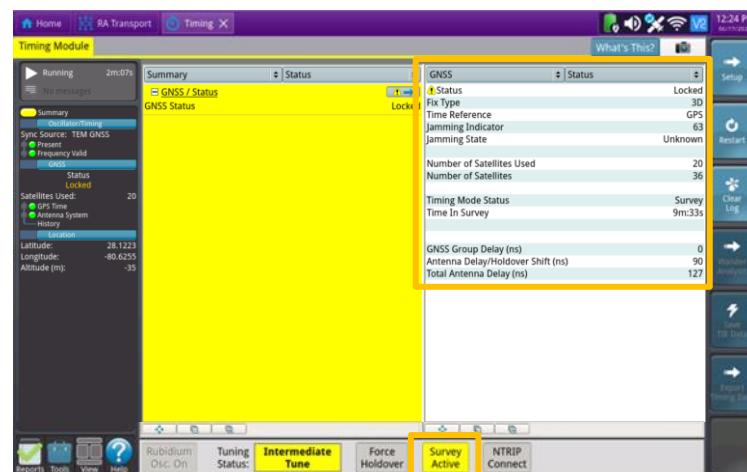 Home
RA Transport
Timing
V2
12:24 P
Timing Module
What's This?
Running 2m:07s
No messages
Summary
Oscillator/Timing
Sync Source: TEM GNSS
Present
Frequency Valid
GNSS
Status
Locked
Satellites Used: 20
GPS Time
Antenna System
History
Location
Latitude: 28.1223
Longitude: -80.6255
Altitude (m): -35
Summary Status
GNSS / Status
GNSS Status Locked
GNSS Status
Status Locked
Fix Type 3D
Time Reference GPS
Jamming Indicator 63
Jamming State Unknown
Number of Satellites Used 20
Number of Satellites 36
Timing Mode Status Survey
Time In Survey 9m:33s
GNSS Group Delay (ns) 0
Antenna Delay/Holdover Shift (ns) 90
Total Antenna Delay (ns) 127
Setup
Restart
Clear
Log
Wander
Analysis
Save
TIE Data
Export
Reports Tools View Help
Rubidium
Osc. On
Tuning
Status:
Intermediate
Tune
Force
Holdover
Survey
Active
NTRIP
Connect